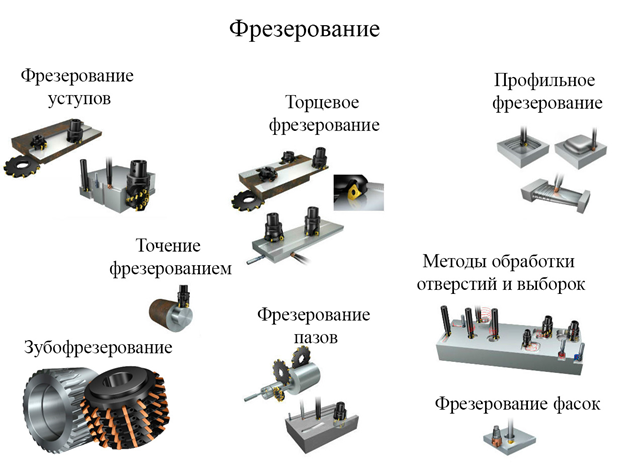 Фрезерование
Фрезерование
уступов
Торцевое
фрезерование
Профильное
фрезерование
Точение
фрезерованием
Методы обработки
отверстий и выборок
Фрезерование
пазов
Зубофрезерование
Фрезерование фасок